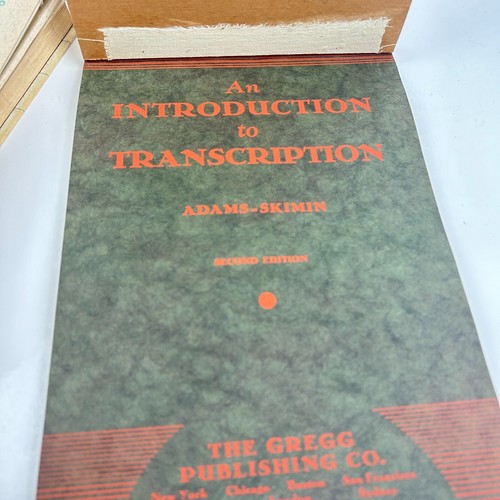 An
INTRODUCTION
to
TRANSCRIPTION
ADAMS-SKIMIN
SECOND EDITION
THE GREGG
PUBLISHING CO.
New York Chicago Boston San Francisco